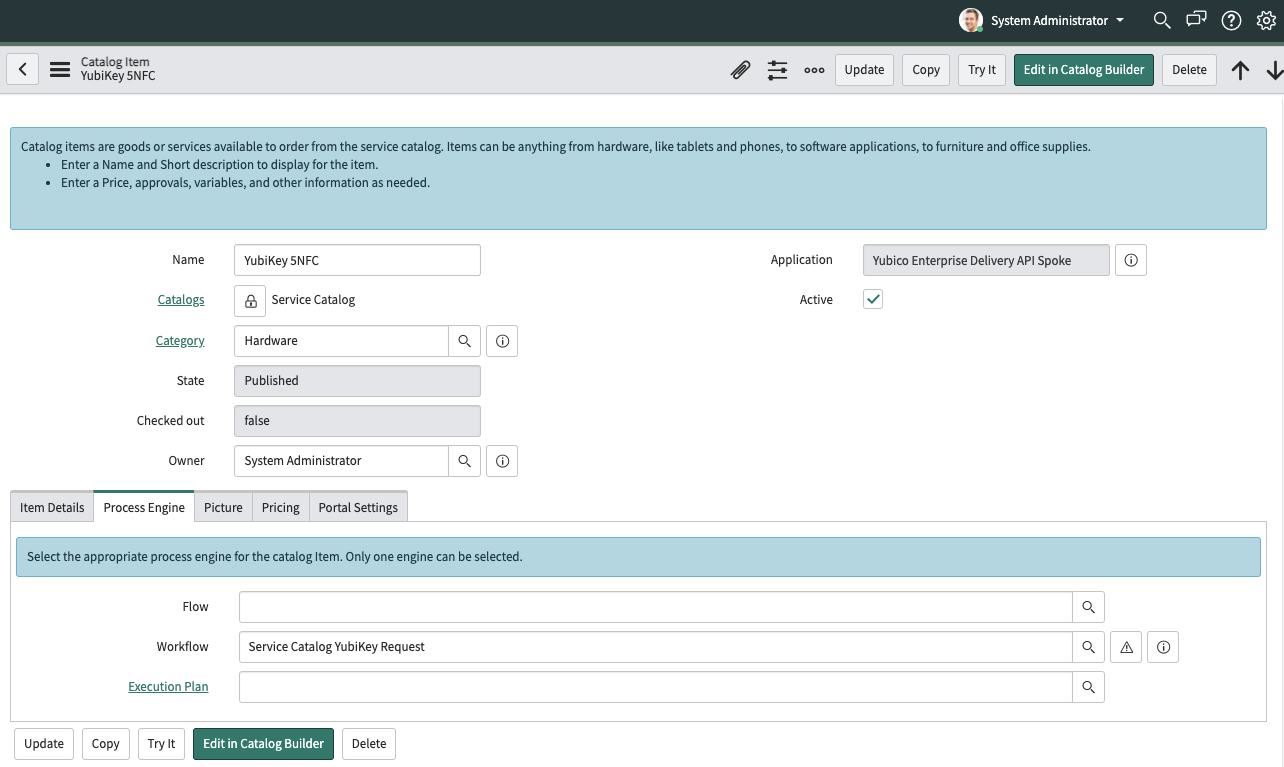 System Administrator
Catalog Item
YubiKey 5NFC
Update
Copy
Try It
Edit in Catalog Builder
Delete
Catalog items are goods or services available to order from the service catalog. Items can be anything from hardware, like tablets and phones, to software applications, to furniture and office supplies.
• Enter a Name and Short description to display for the item.
• Enter a Price, approvals, variables, and other information as needed.
Name YubiKey 5NFC
Application Yubico Enterprise Delivery API Spoke
Catalogs Service Catalog
Active
Category Hardware
State Published
Checked out false
Owner System Administrator
Item Details
Process Engine
Picture
Pricing
Portal Settings
Select the appropriate process engine for the catalog Item. Only one engine can be selected.
Flow
Workflow Service Catalog YubiKey Request
Execution Plan
Update
Copy
Try It
Edit in Catalog Builder
Delete